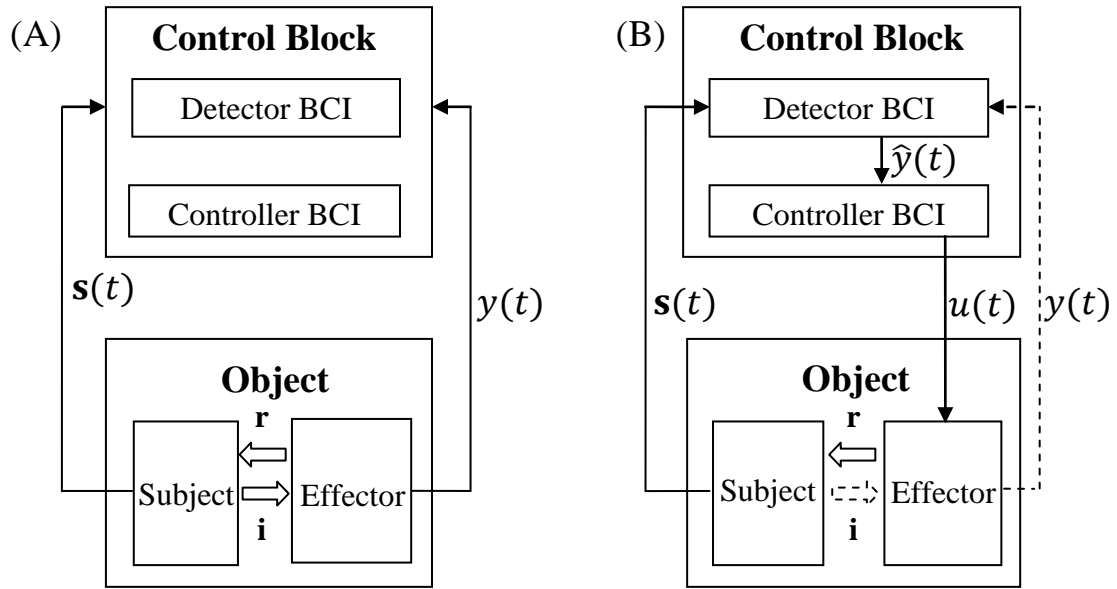 (A)
Control Block
Detector BCI
Controller BCI
𝐬(𝑡)
𝑦(𝑡)
Object
𝐫
Subject
Effector
𝐢
(B)
Control Block
Detector BCI
ŷ(𝑡)
Controller BCI
𝐬(𝑡)
𝑢(𝑡)
𝑦(𝑡)
Object
𝐫
Subject
Effector
𝐢